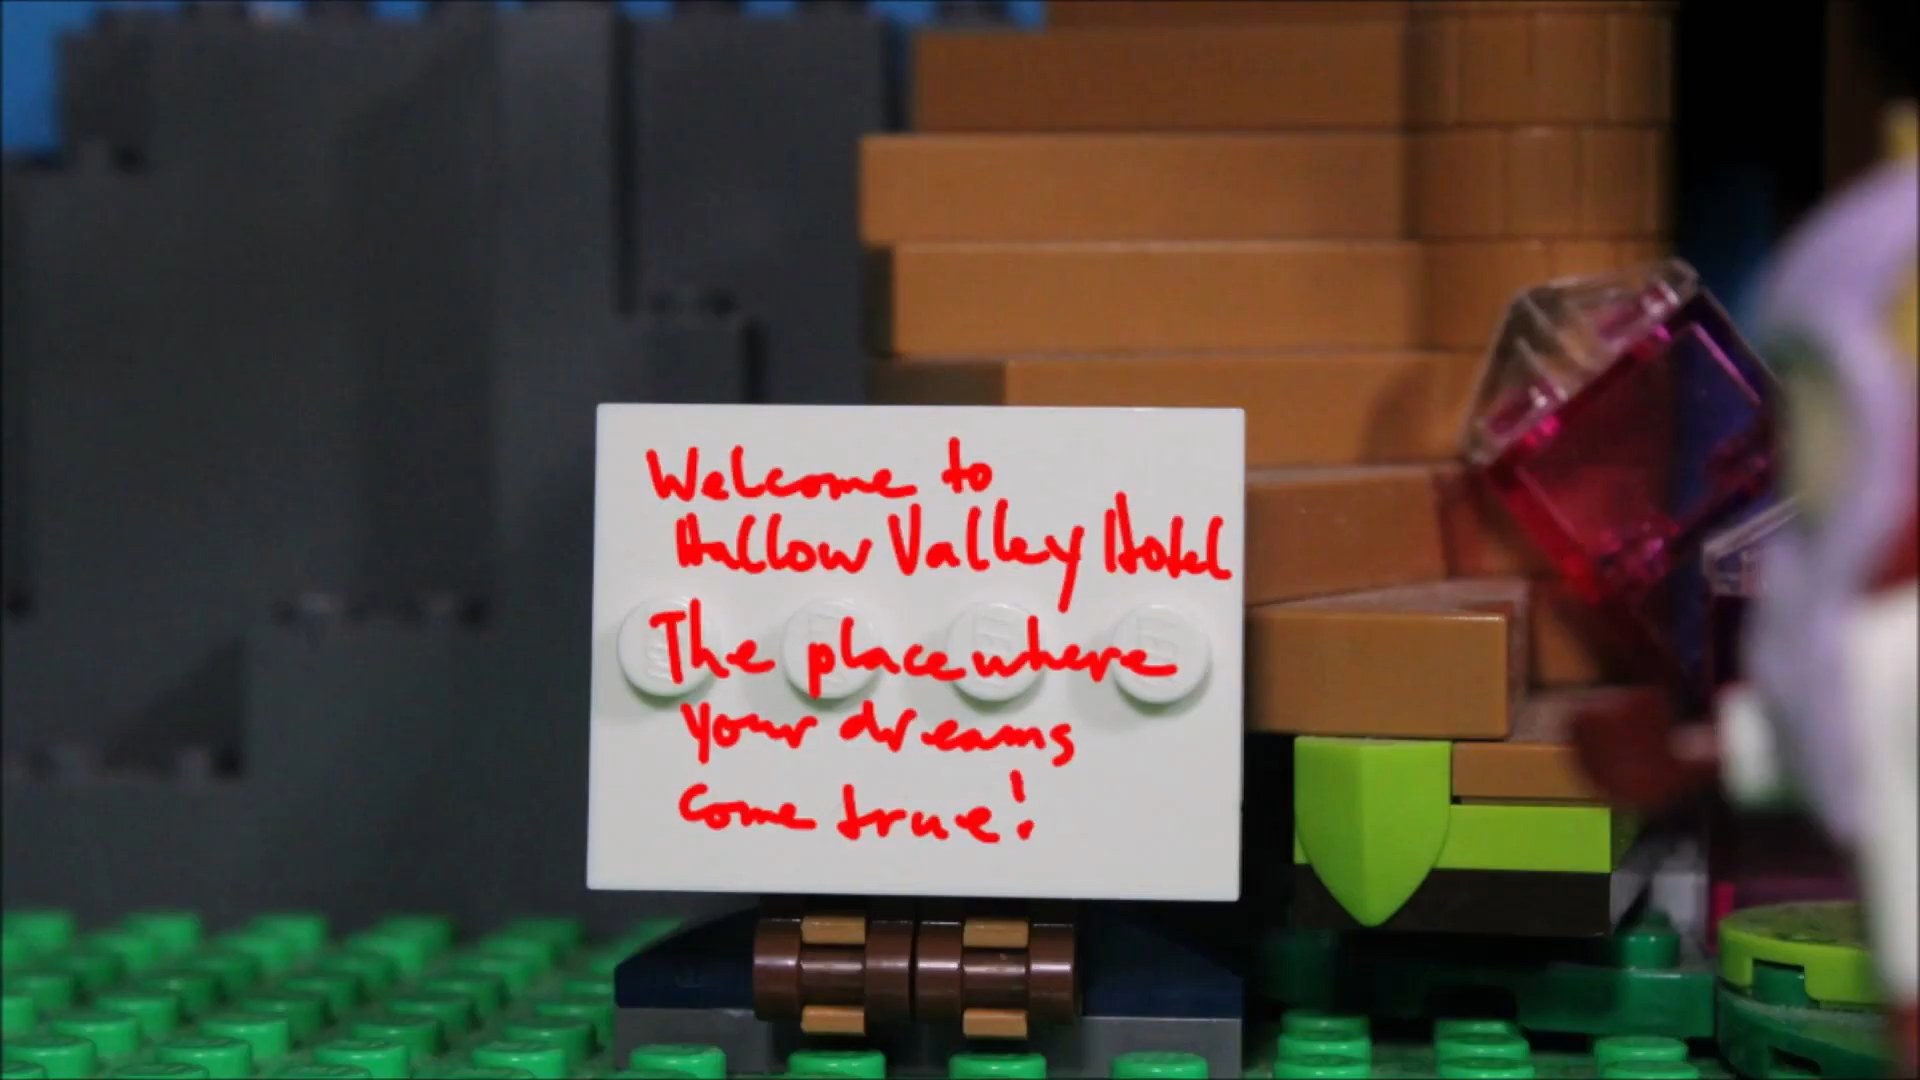 Welcome to
Hallow Valley Hotel
The place where
your dreams
come true!